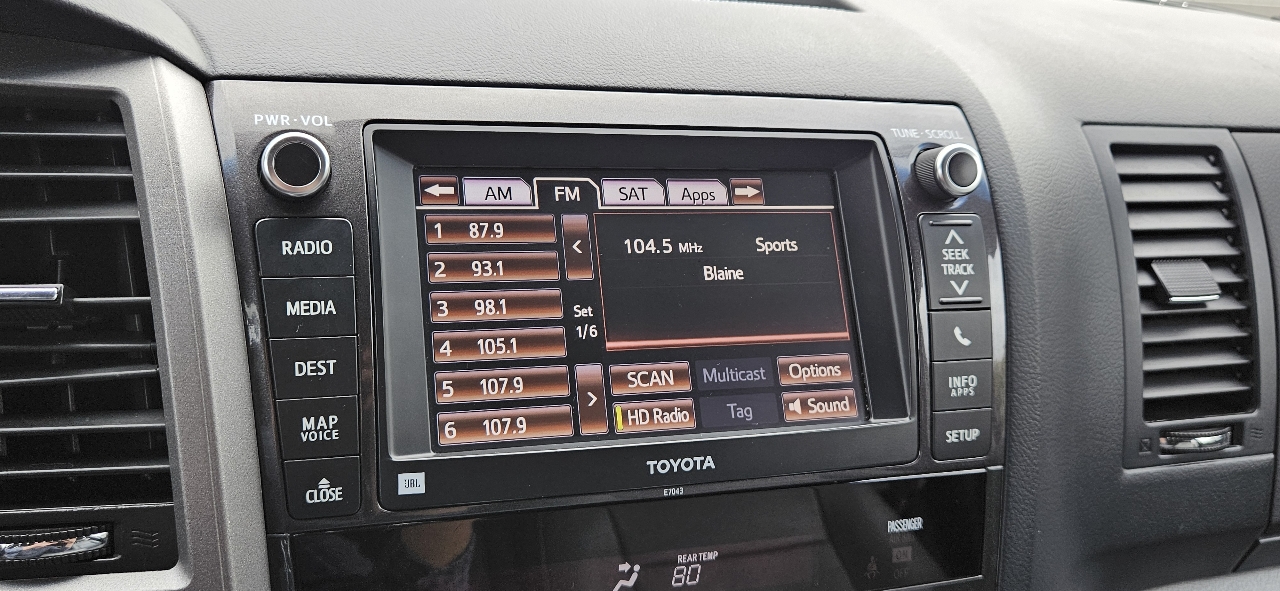 PWR·VOL
TUNE·SCROLL
RADIO
MEDIA
DEST
MAP
VOICE
CLOSE
AM
FM
SAT
Apps
1 87.9
2 93.1
3 98.1
4 105.1
5 107.9
6 107.9
<
Set
1/6
>
104.5 MHz Sports
Blaine
SCAN
Multicast
Options
HD Radio
Tag
Sound
SEEK
TRACK
INFO
APPS
SETUP
JBL
TOYOTA
E7043
PASSENGER
REAR TEMP
80